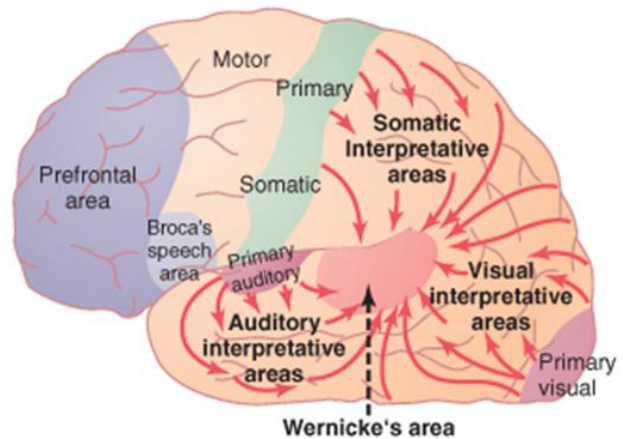 Motor
Primary
Somatic
Interpretative
areas
Prefrontal
area
Somatic
Broca's
speech
area
Primary
auditory
Visual
interpretative
areas
Auditory
interpretative
areas
Primary
visual
Wernicke's area